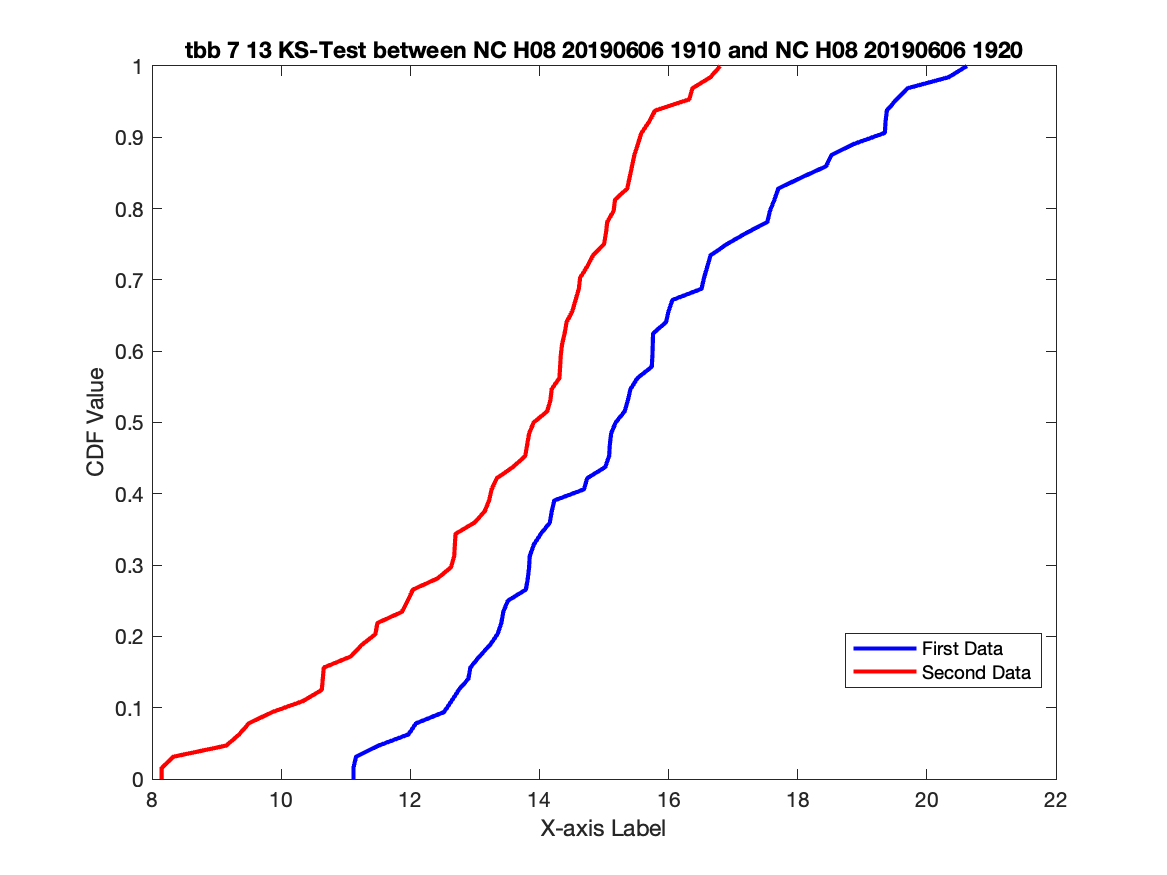 tbb 7 13 KS-Test between NC H08 20190606 1910 and NC H08 20190606 1920
1
0.9
0.8
0.7
0.6
0.5
0.4
0.3
0.2
0.1
0
CDF Value
First Data
Second Data
8 10 12 14 16 18 20 22
X-axis Label